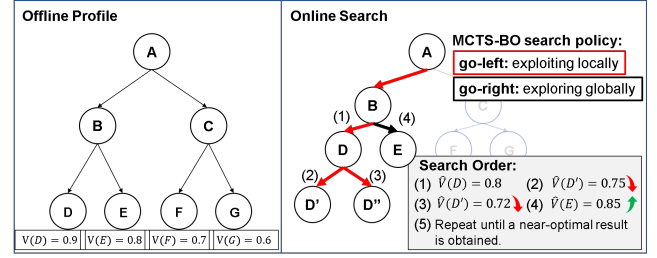 Offline Profile
A
B
C
D
E
F
G
V(D) = 0.9
V(E) = 0.8
V(F) = 0.7
V(G) = 0.6
Online Search
MCTS-BO search policy:
go-left: exploiting locally
go-right: exploring globally
A
B
C
(1)
(4)
D
E
F
G
(2)
(3)
D'
D"
Search Order:
(1) V̂(D) = 0.8 (2) V̂(D′) = 0.75
(3) V̂(D′) = 0.72 (4) V̂(E) = 0.85
(5) Repeat until a near-optimal result
is obtained.